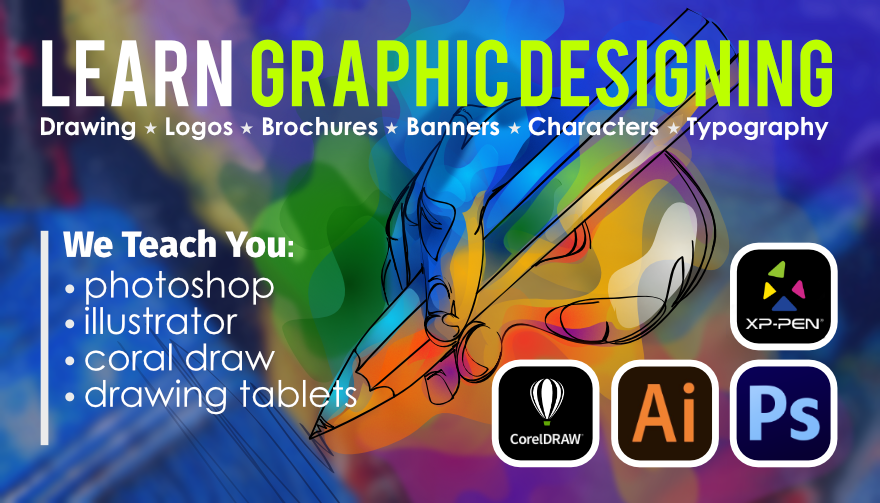 LEARN GRAPHIC DESIGNING
Drawing ★ Logos ★ Brochures ★ Banners ★ Characters ★ Typography
We Teach You:
• photoshop
• illustrator
• coral draw
• drawing tablets
XP-PEN®
CorelDRAW®
Ai
Ps